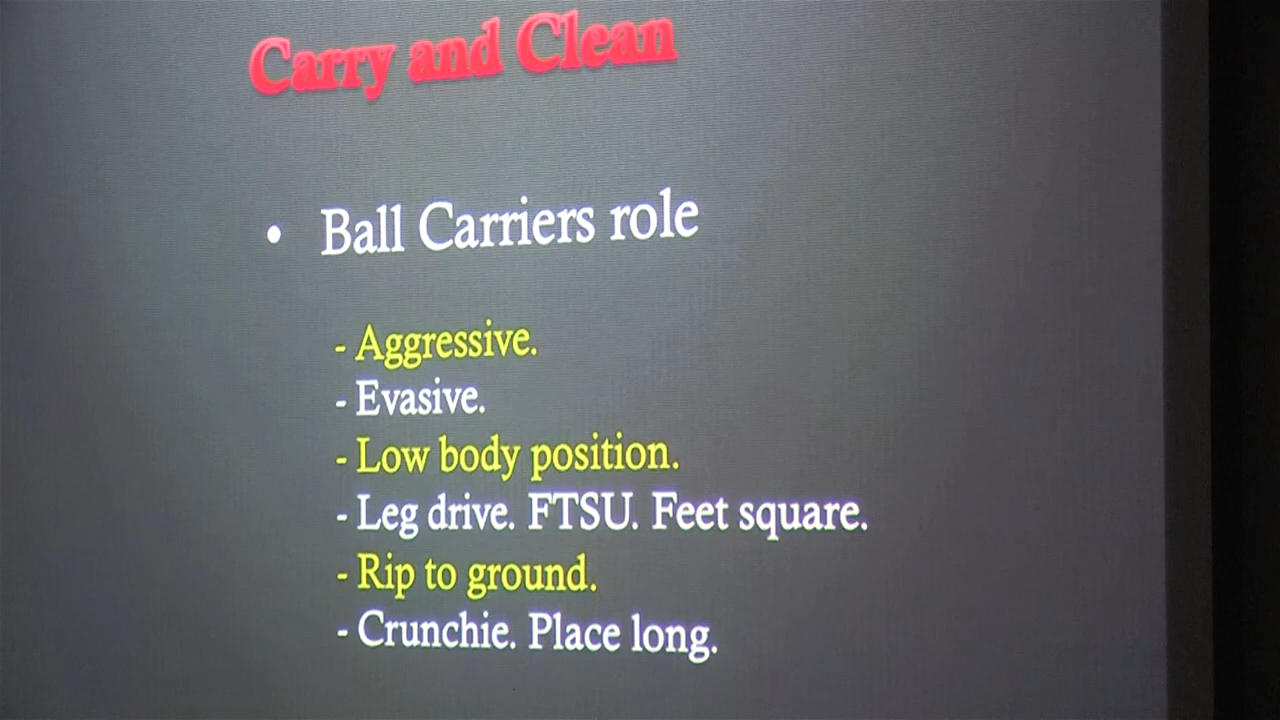 Carry and Clean
• Ball Carriers role
- Aggressive.
- Evasive.
- Low body position.
- Leg drive. FTSU. Feet square.
- Rip to ground.
- Crunchie. Place long.